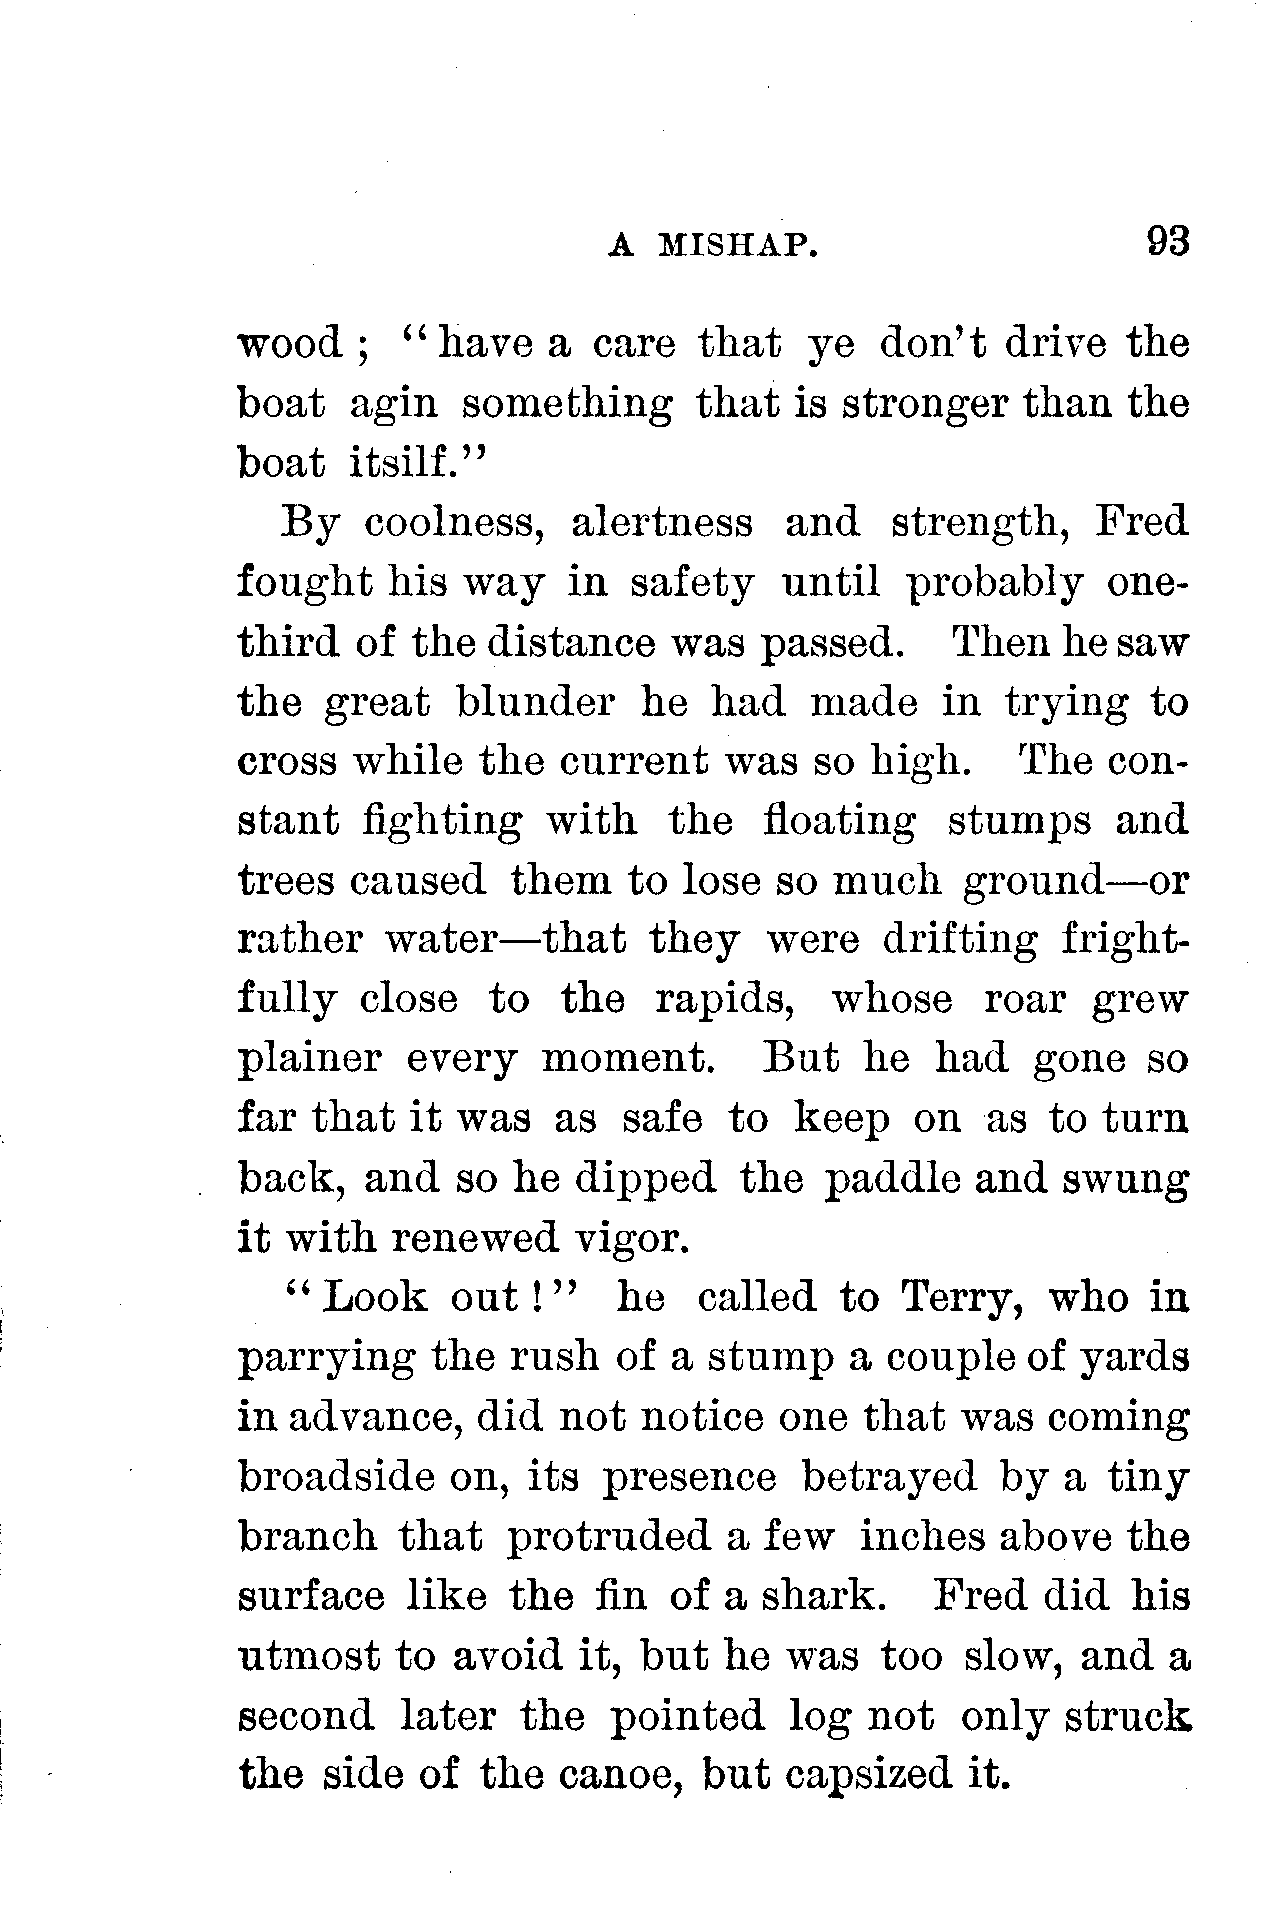 A MISHAP. 93
wood ; "have a care that ye don't drive the
boat agin something that is stronger than the
boat itsilf."
By coolness, alertness and strength, Fred
fought his way in safety until probably one-
third of the distance was passed. Then he saw
the great blunder he had made in trying to
cross while the current was so high. The con-
stant fighting with the floating stumps and
trees caused them to lose so much ground—or
rather water—that they were drifting fright-
fully close to the rapids, whose roar grew
plainer every moment. But he had gone so
far that it was as safe to keep on as to turn
back, and so he dipped the paddle and swung
it with renewed vigor.
"Look out!" he called to Terry, who in
parrying the rush of a stump a couple of yards
in advance, did not notice one that was coming
broadside on, its presence betrayed by a tiny
branch that protruded a few inches above the
surface like the fin of a shark. Fred did his
utmost to avoid it, but he was too slow, and a
second later the pointed log not only struck
the side of the canoe, but capsized it.